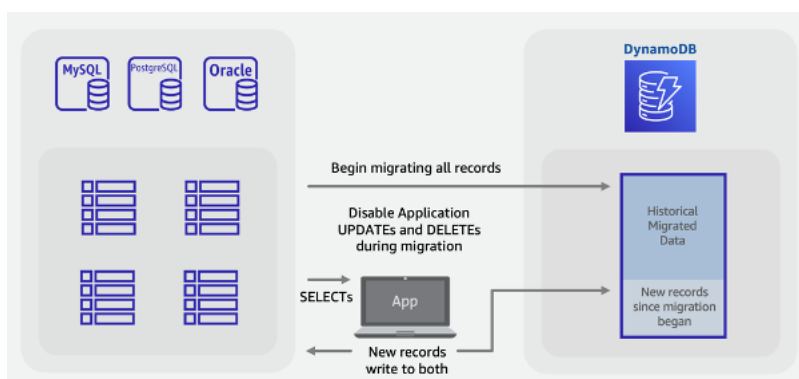 MySQL
PostgreSQL
Oracle
DynamoDB
Begin migrating all records
Disable Application
UPDATEs and DELETEs
during migration
SELECTs
App
New records
write to both
Historical
Migrated
Data
New records
since migration
began